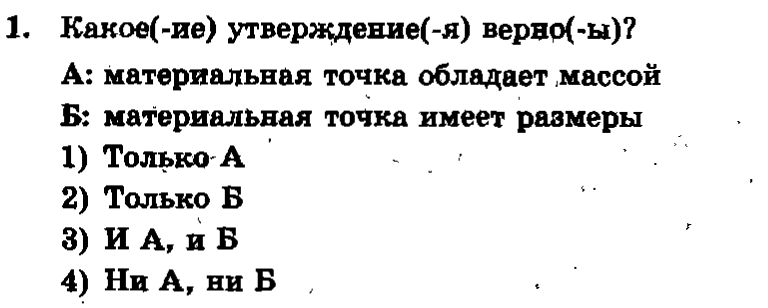 1. Какое(-ие) утверждение(-я) верно(-ы)?
А: материальная точка обладает массой
Б: материальная точка имеет размеры
1) Только А
2) Только Б
3) И А, и Б
4) Ни А, ни Б